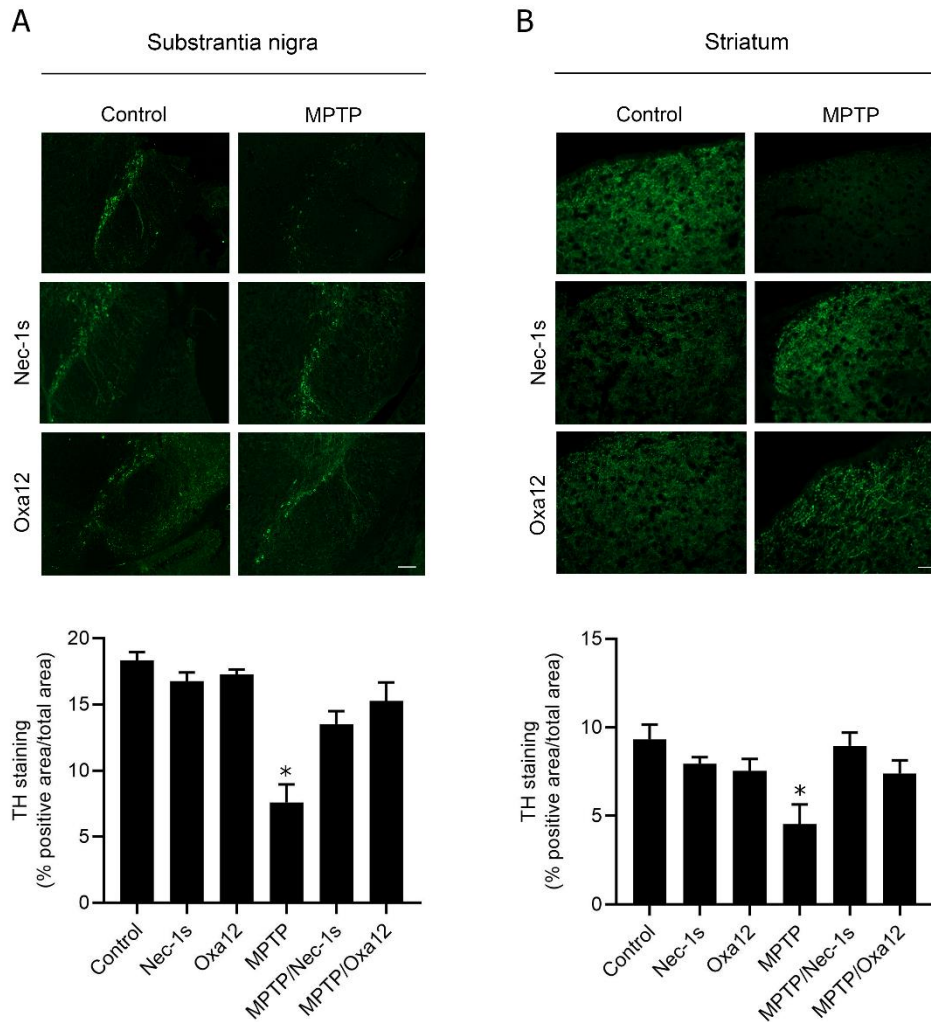 A
Substantia nigra
Control
MPTP
Nec-1s
Oxa12
TH staining
(% positive area/total area)
20
15
10
5
0
*
Control
Nec-1s
Oxa12
MPTP
MPTP/Nec-1s
MPTP/Oxa12
B
Striatum
Control
MPTP
Nec-1s
Oxa12
TH staining
(% positive area/total area)
15
10
5
0
*
Control
Nec-1s
Oxa12
MPTP
MPTP/Nec-1s
MPTP/Oxa12